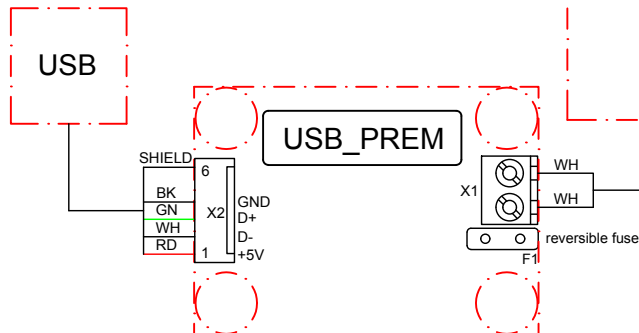 USB
USB_PREM
SHIELD
6
BK
GND
GN
X2
D+
WH
D-
RD
1
+5V
WH
X1
WH
reversible fuse
F1